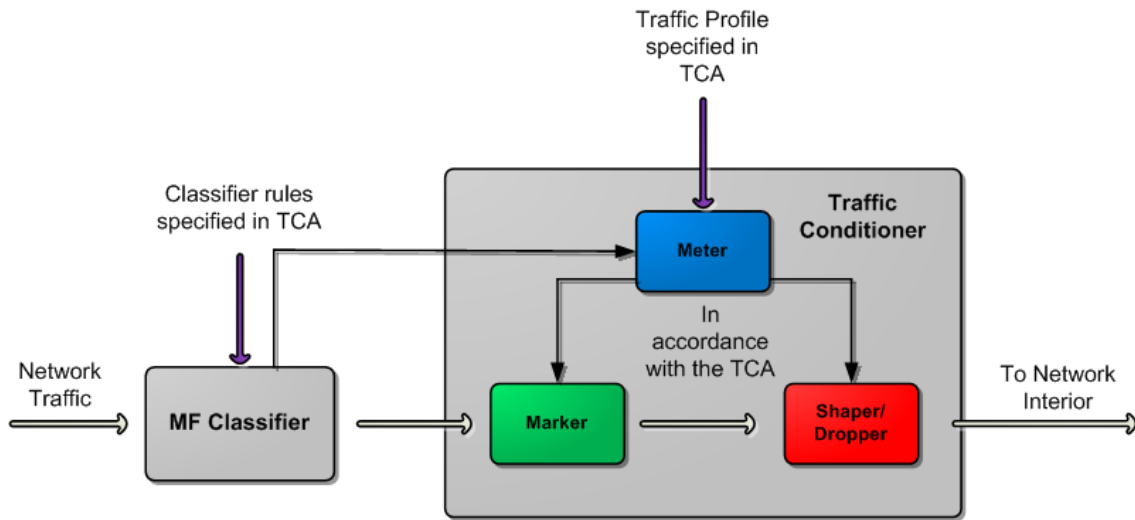 Traffic Profile
specified in
TCA
Classifier rules
specified in TCA
Traffic
Conditioner
Meter
In
accordance
with the TCA
Network
Traffic
MF Classifier
Marker
Shaper/
Dropper
To Network
Interior